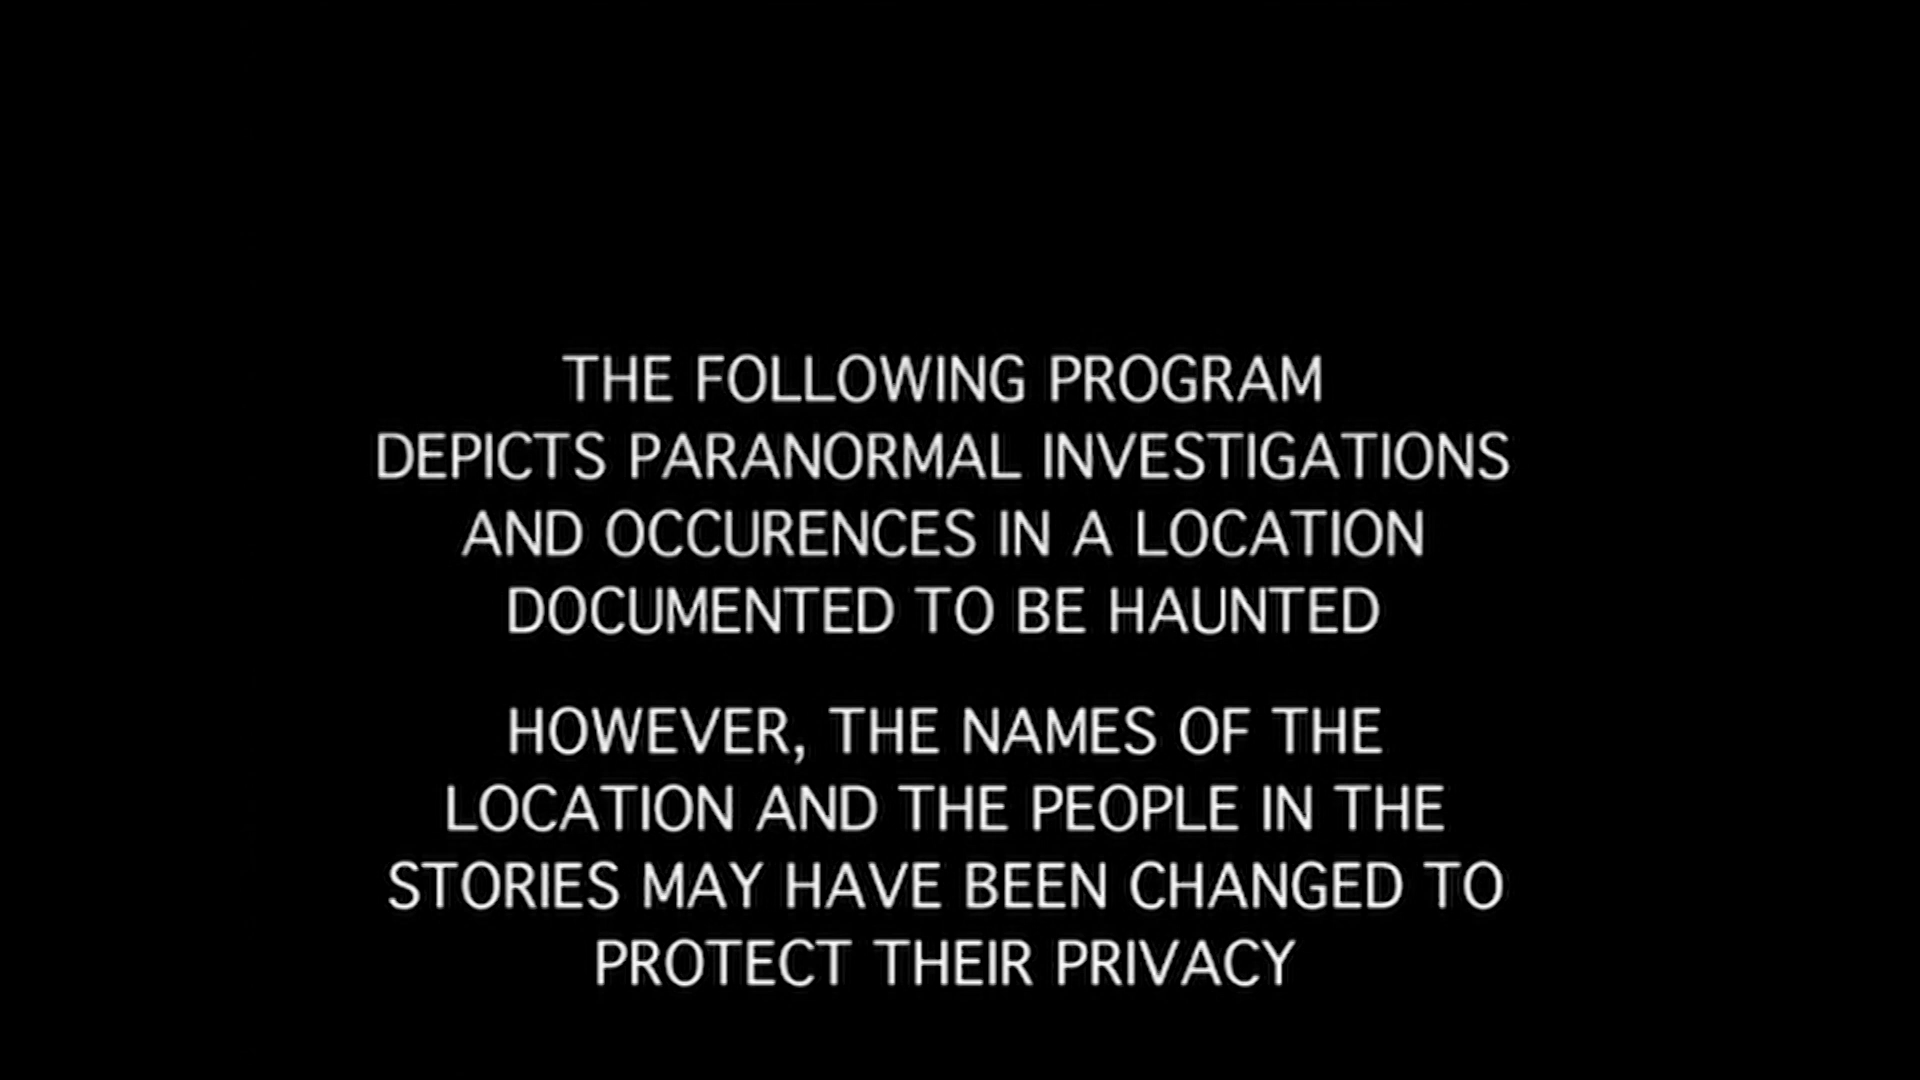 THE FOLLOWING PROGRAM
DEPICTS PARANORMAL INVESTIGATIONS
AND OCCURENCES IN A LOCATION
DOCUMENTED TO BE HAUNTED
HOWEVER, THE NAMES OF THE
LOCATION AND THE PEOPLE IN THE
STORIES MAY HAVE BEEN CHANGED TO
PROTECT THEIR PRIVACY